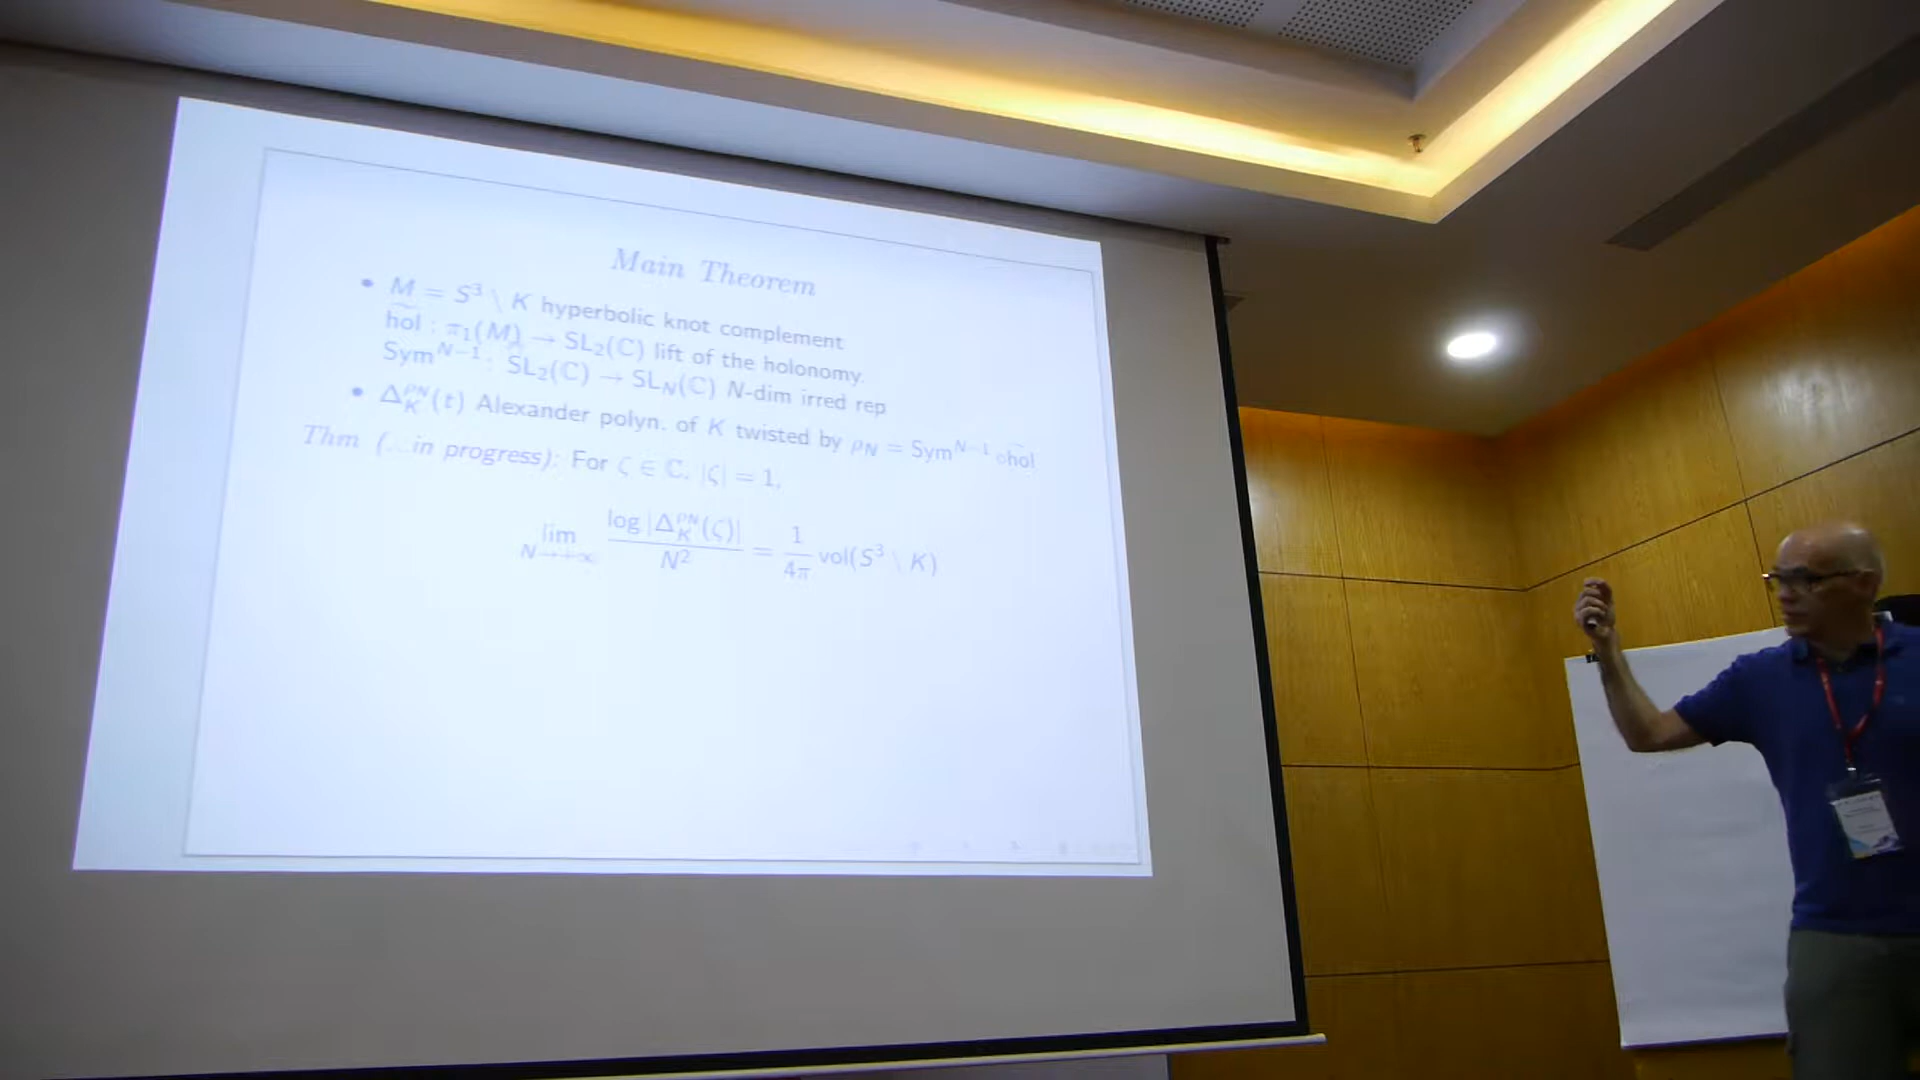 Main Theorem
• M = S³ \ K hyperbolic knot complement
h̃ol : π₁(M) → SL₂(ℂ) lift of the holonomy.
Sym^{N−1} : SL₂(ℂ) → SL_N(ℂ) N-dim irred rep
• Δ_K^{ρ_N}(t) Alexander polyn. of K twisted by ρ_N = Sym^{N−1} ∘h̃ol
Thm (...in progress): For ζ ∈ ℂ, |ζ| = 1,
lim_{N→+∞} log |Δ_K^{ρ_N}(ζ)| / N² = 1/4π vol(S³ \ K)